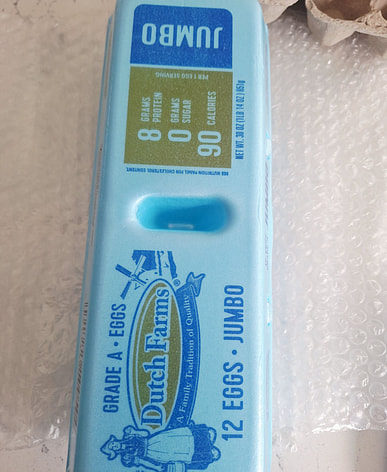 JUMBO
PER 1 EGG SERVING
8 GRAMS PROTEIN
0 GRAMS SUGAR
90 CALORIES
SEE NUTRITION PANEL FOR CHOLESTEROL CONTENT.
NET WT. 30 OZ (1 LB 14 OZ) 851g
GRADE A • EGGS
Dutch Farms®
A Family Tradition of Quality
12 EGGS • JUMBO